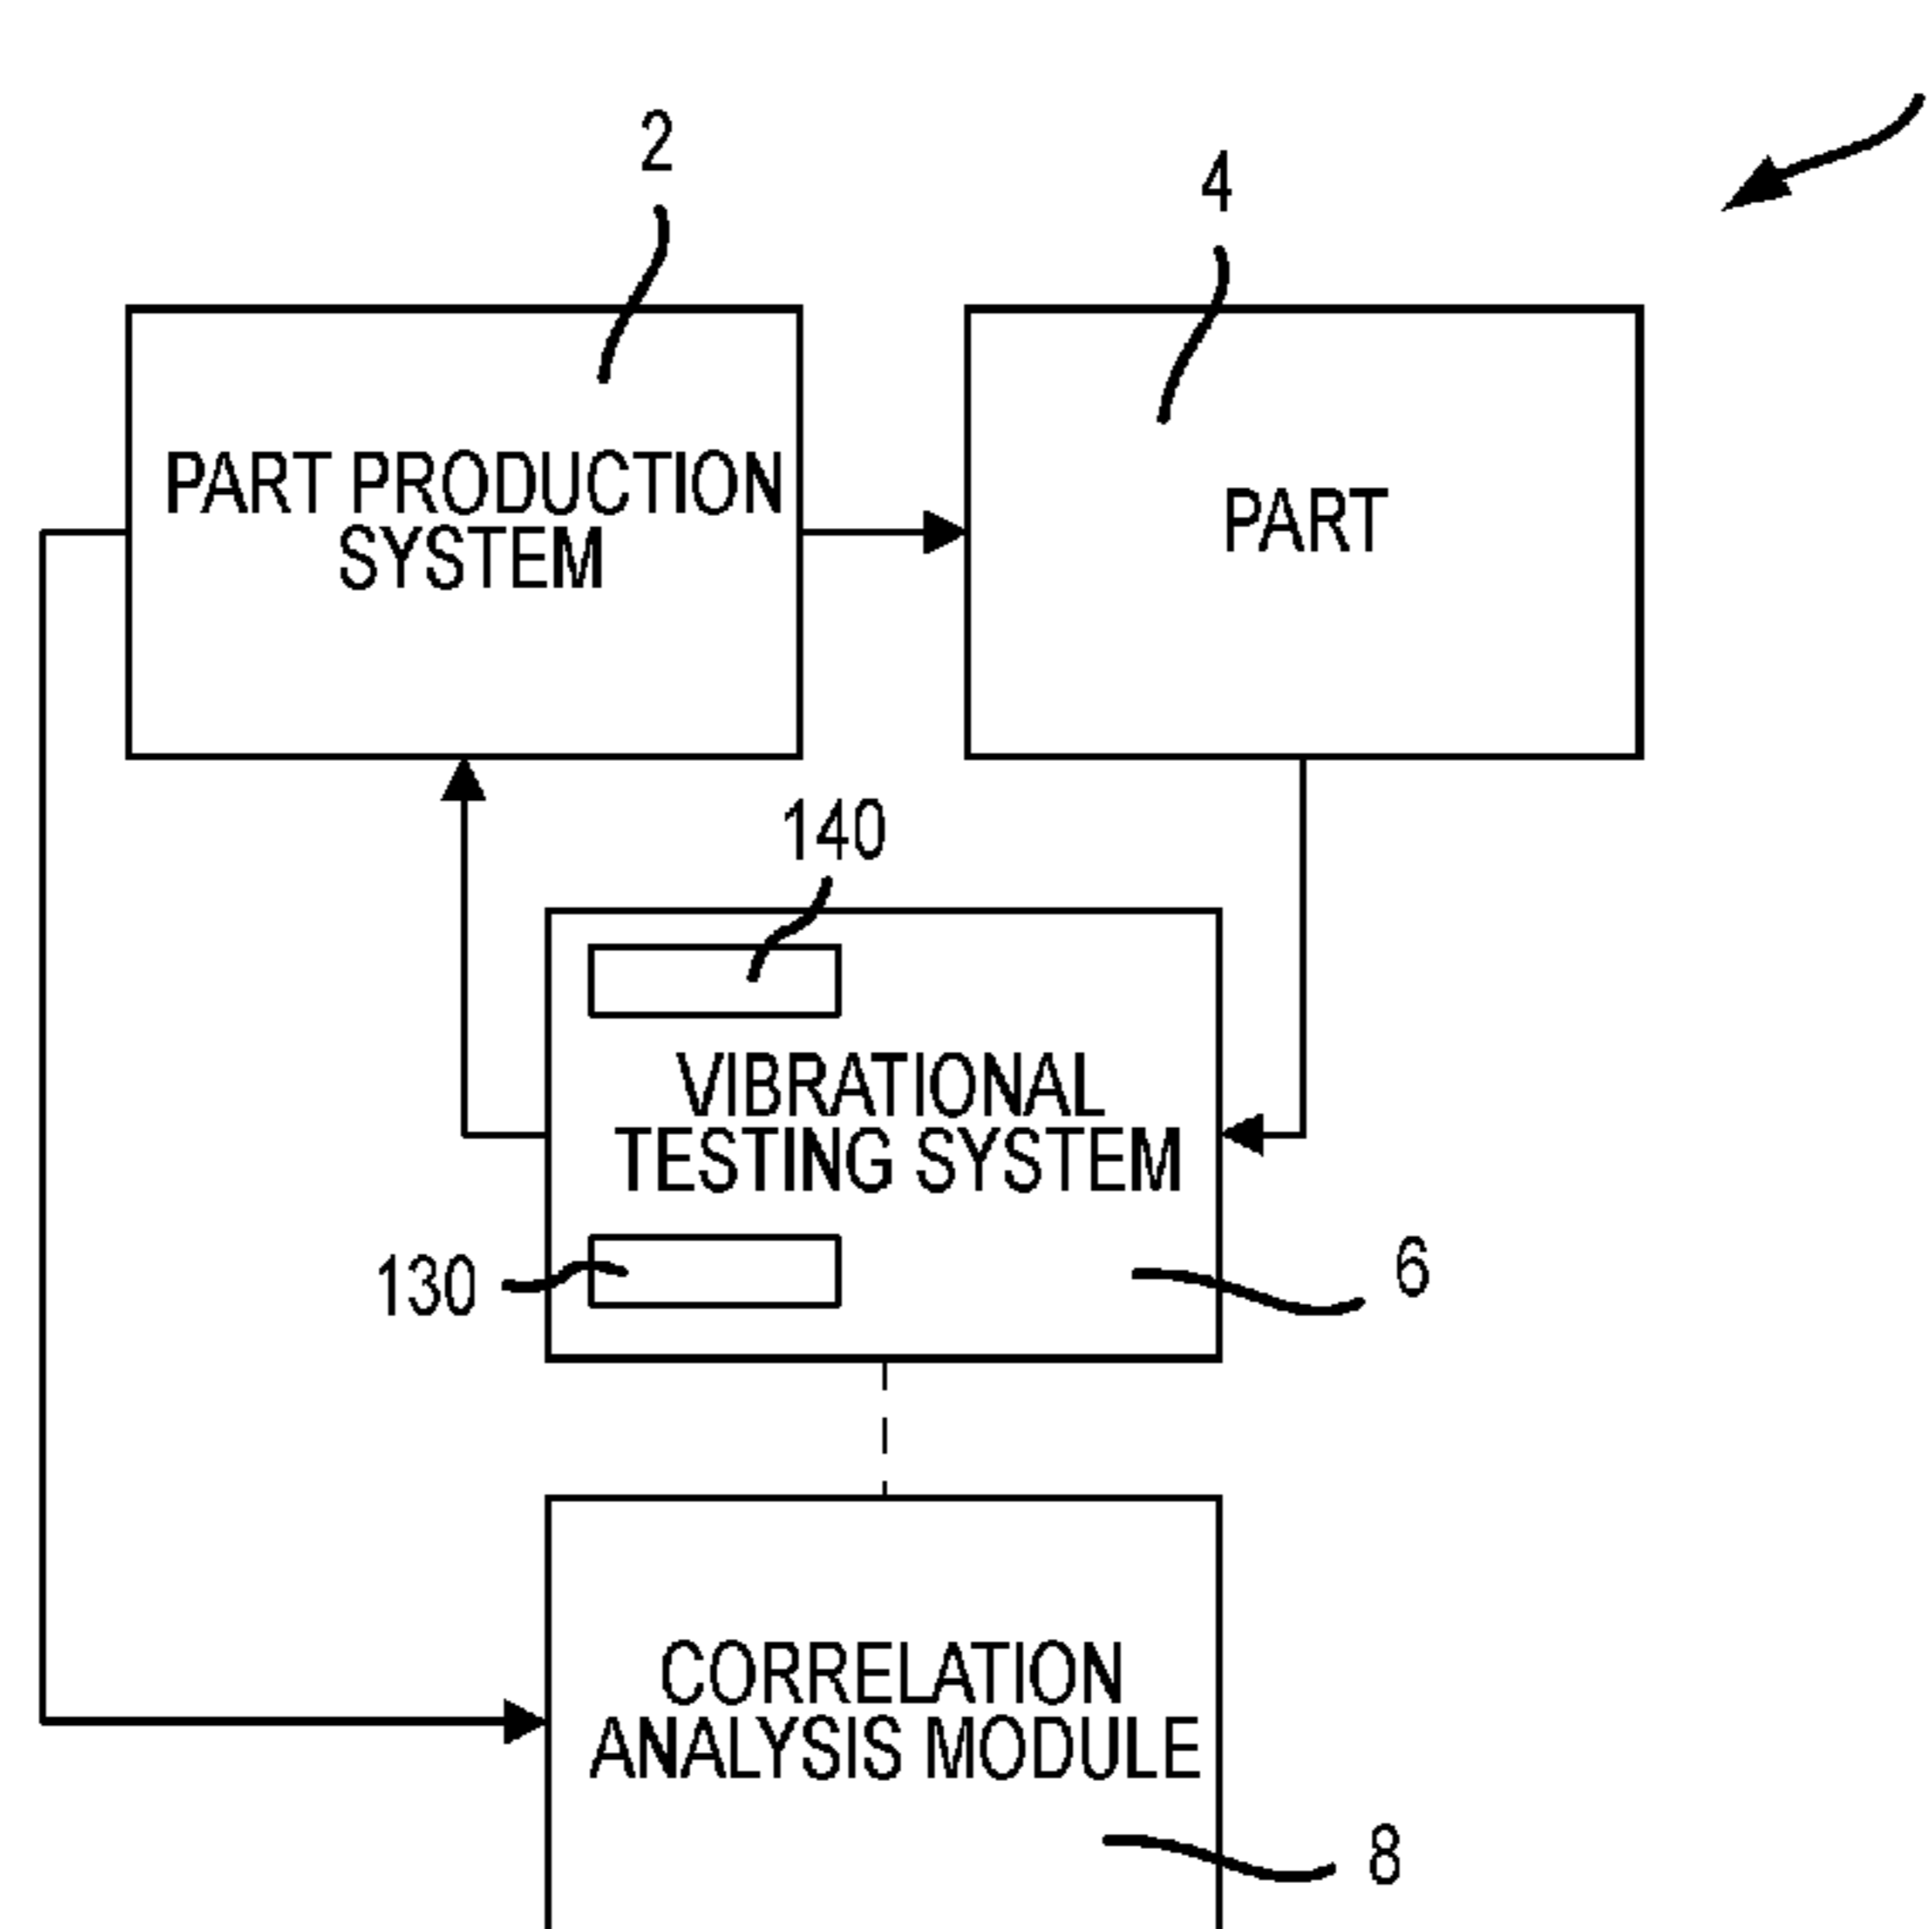 2
4
PART PRODUCTION
SYSTEM
PART
140
VIBRATIONAL
TESTING SYSTEM
130
6
CORRELATION
ANALYSIS MODULE
8